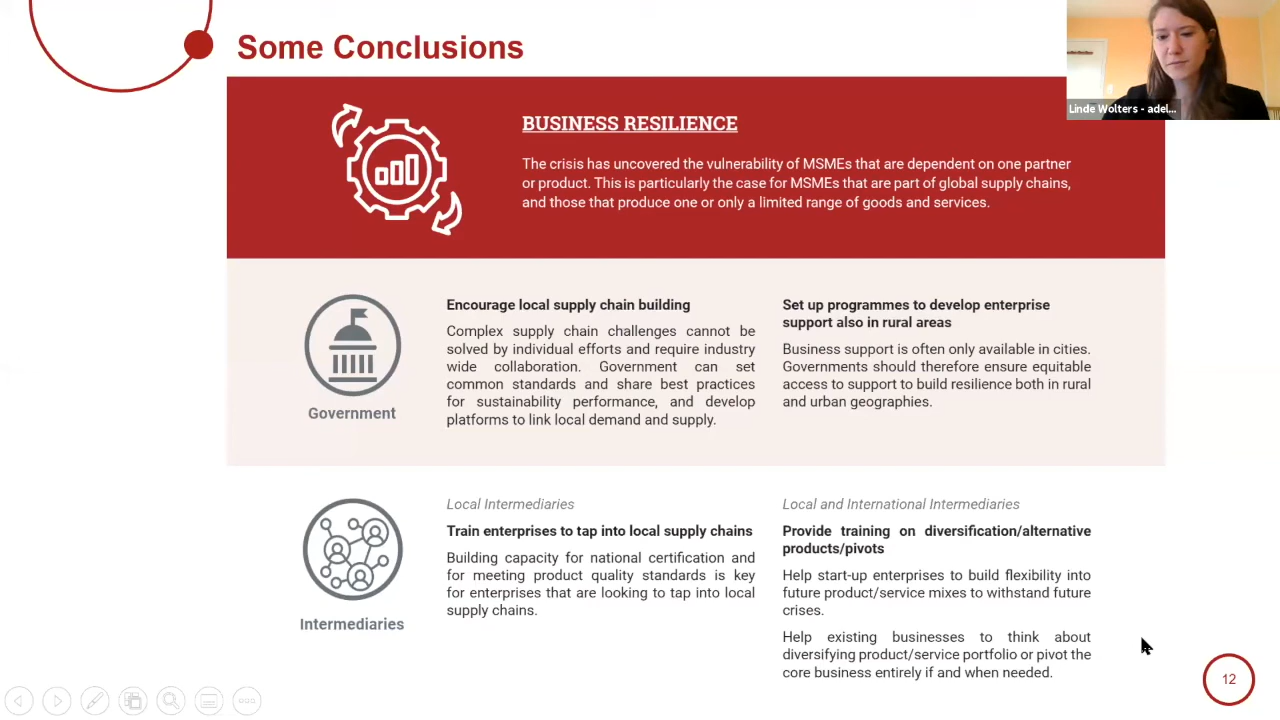 Some Conclusions
Linde Wolters - adel...
BUSINESS RESILIENCE
The crisis has uncovered the vulnerability of MSMEs that are dependent on one partner
or product. This is particularly the case for MSMEs that are part of global supply chains,
and those that produce one or only a limited range of goods and services.
Government
Encourage local supply chain building
Complex supply chain challenges cannot be
solved by individual efforts and require industry
wide collaboration. Government can set
common standards and share best practices
for sustainability performance, and develop
platforms to link local demand and supply.
Set up programmes to develop enterprise
support also in rural areas
Business support is often only available in cities.
Governments should therefore ensure equitable
access to support to build resilience both in rural
and urban geographies.
Intermediaries
Local Intermediaries
Train enterprises to tap into local supply chains
Building capacity for national certification and
for meeting product quality standards is key
for enterprises that are looking to tap into local
supply chains.
Local and International Intermediaries
Provide training on diversification/alternative
products/pivots
Help start-up enterprises to build flexibility into
future product/service mixes to withstand future
crises.
Help existing businesses to think about
diversifying product/service portfolio or pivot the
core business entirely if and when needed.
12